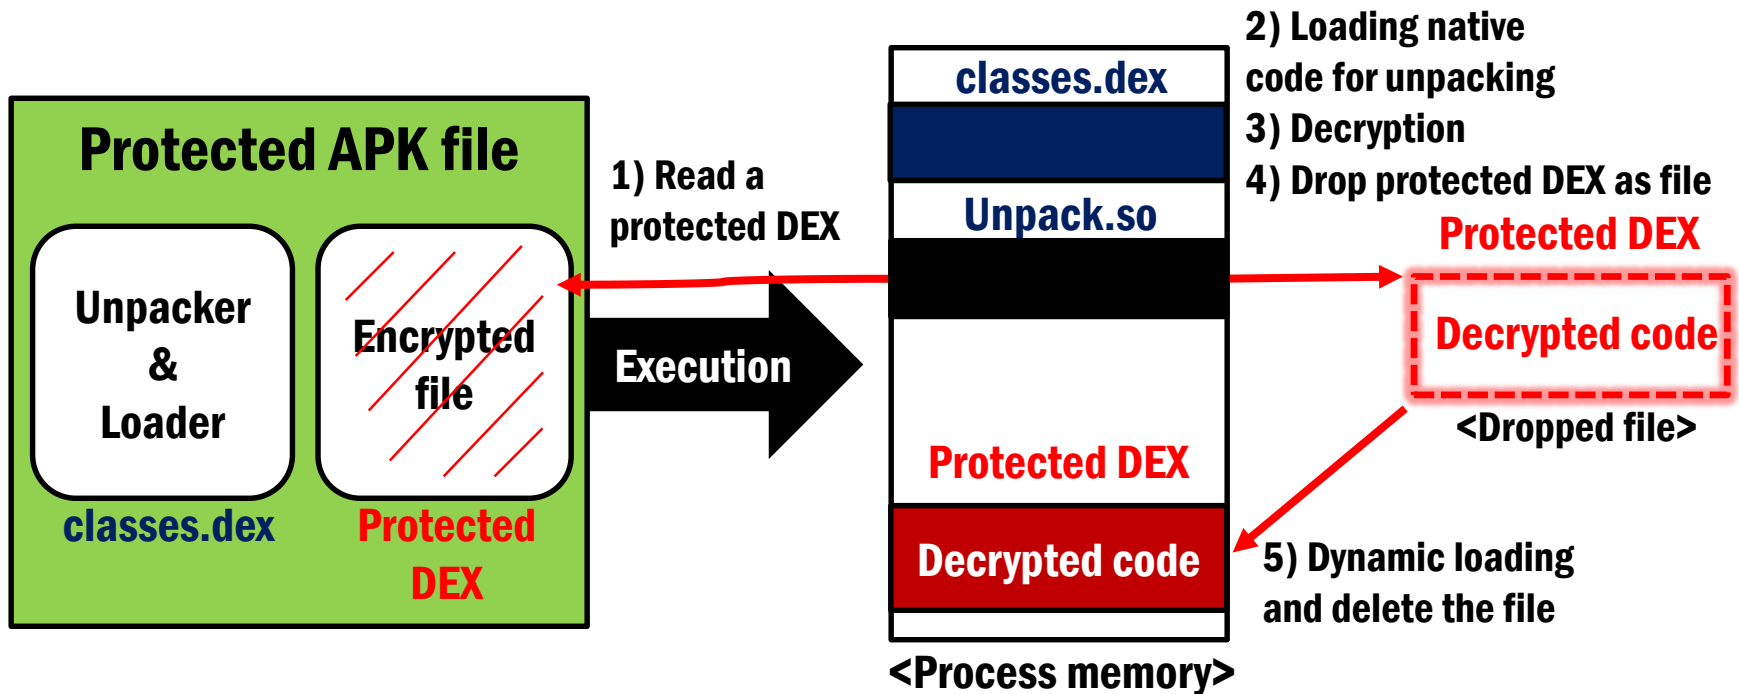 Protected APK file
Unpacker
&
Loader
classes.dex
Encrypted
file
Protected
DEX
1) Read a
protected DEX
Execution
classes.dex
Unpack.so
Protected DEX
Decrypted code
<Process memory>
2) Loading native
code for unpacking
3) Decryption
4) Drop protected DEX as file
Protected DEX
Decrypted code
<Dropped file>
5) Dynamic loading
and delete the file